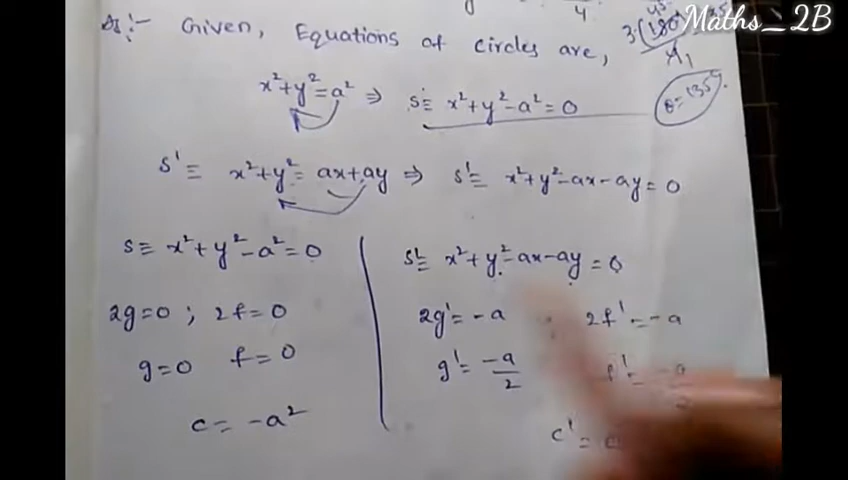 Maths_2B
Given, Equations of circles are,
x²+y²=a² ⇒ S≡ x²+y²-a²=0
θ=135°
S'≡ x²+y²= ax+ay ⇒ S'≡ x²+y²-ax-ay=0
S≡ x²+y²-a²=0
2g=0 ; 2f=0
g=0 f=0
c= -a²
S'≡ x²+y²-ax-ay=0
2g'=-a ; 2f'=-a
g'= -a/2 f'= -a/2
c'=